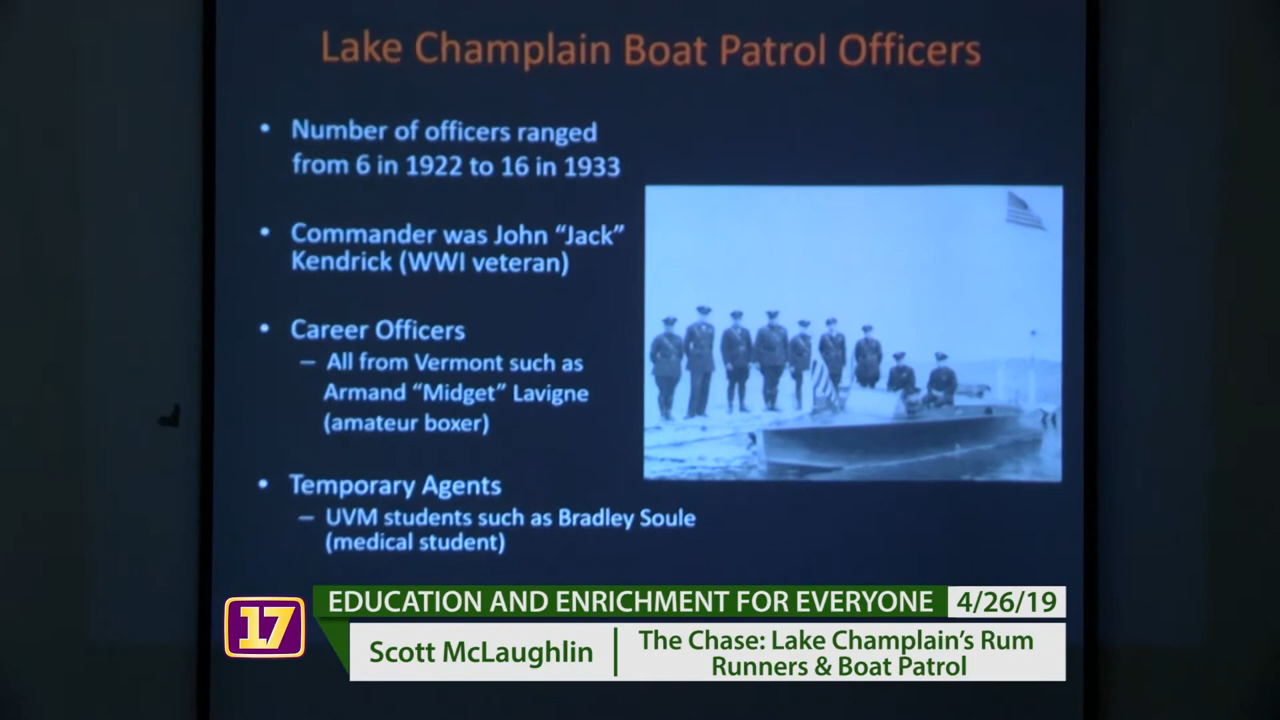 Lake Champlain Boat Patrol Officers
• Number of officers ranged
from 6 in 1922 to 16 in 1933
• Commander was John “Jack”
Kendrick (WWI veteran)
• Career Officers
– All from Vermont such as
Armand “Midget” Lavigne
(amateur boxer)
• Temporary Agents
– UVM students such as Bradley Soule
(medical student)
17
EDUCATION AND ENRICHMENT FOR EVERYONE
4/26/19
Scott McLaughlin
The Chase: Lake Champlain’s Rum
Runners & Boat Patrol